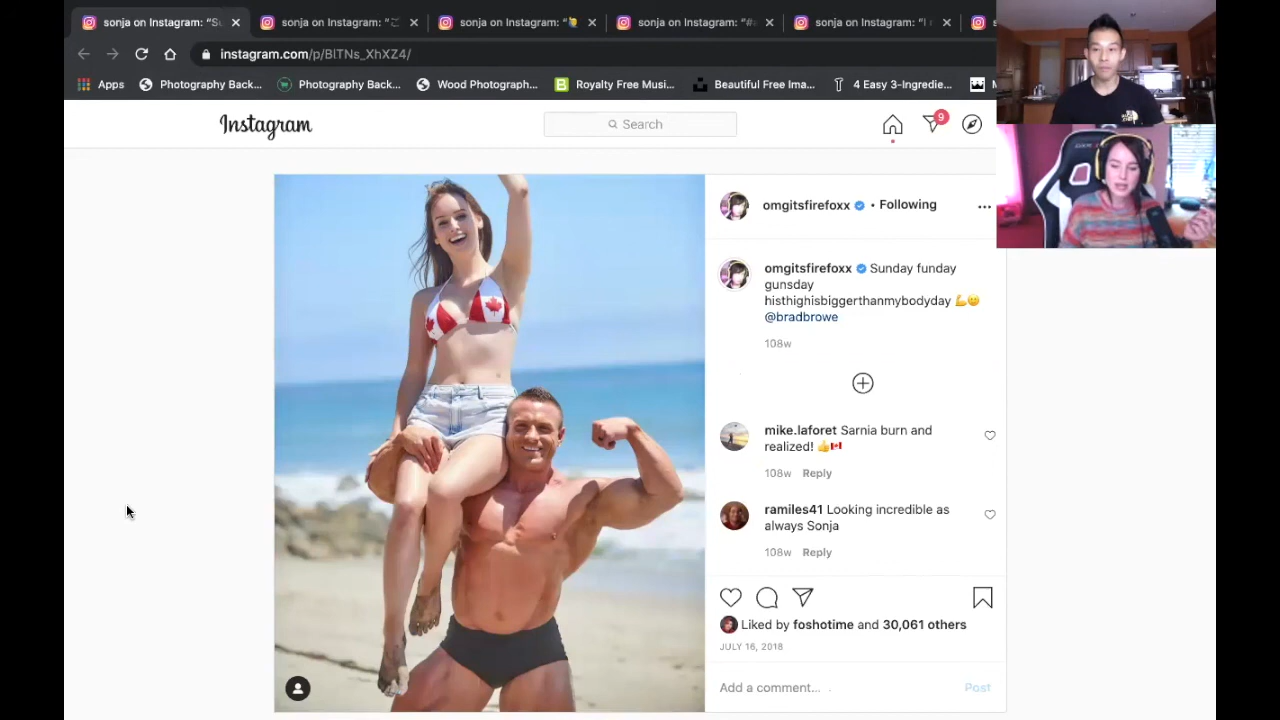 sonja on Instagram: “Su
sonja on Instagram: “こ
sonja on Instagram: “🙋
sonja on Instagram: “#
sonja on Instagram: “I
instagram.com/p/BlTNs_XhXZ4/
Apps
Photography Back...
Photography Back...
Wood Photograph...
Royalty Free Musi...
Beautiful Free Ima...
4 Easy 3-Ingredie...
Instagram
Search
9
omgitsfirefoxx • Following
omgitsfirefoxx Sunday funday
gunsday
histhighisbiggerthanmybodyday 💪😊
@bradbrowe
108w
mike.laforet Sarnia burn and
realized! 👍🇨🇦
108w Reply
ramiles41 Looking incredible as
always Sonja
108w Reply
Liked by foshotime and 30,061 others
JULY 16, 2018
Add a comment...
Post